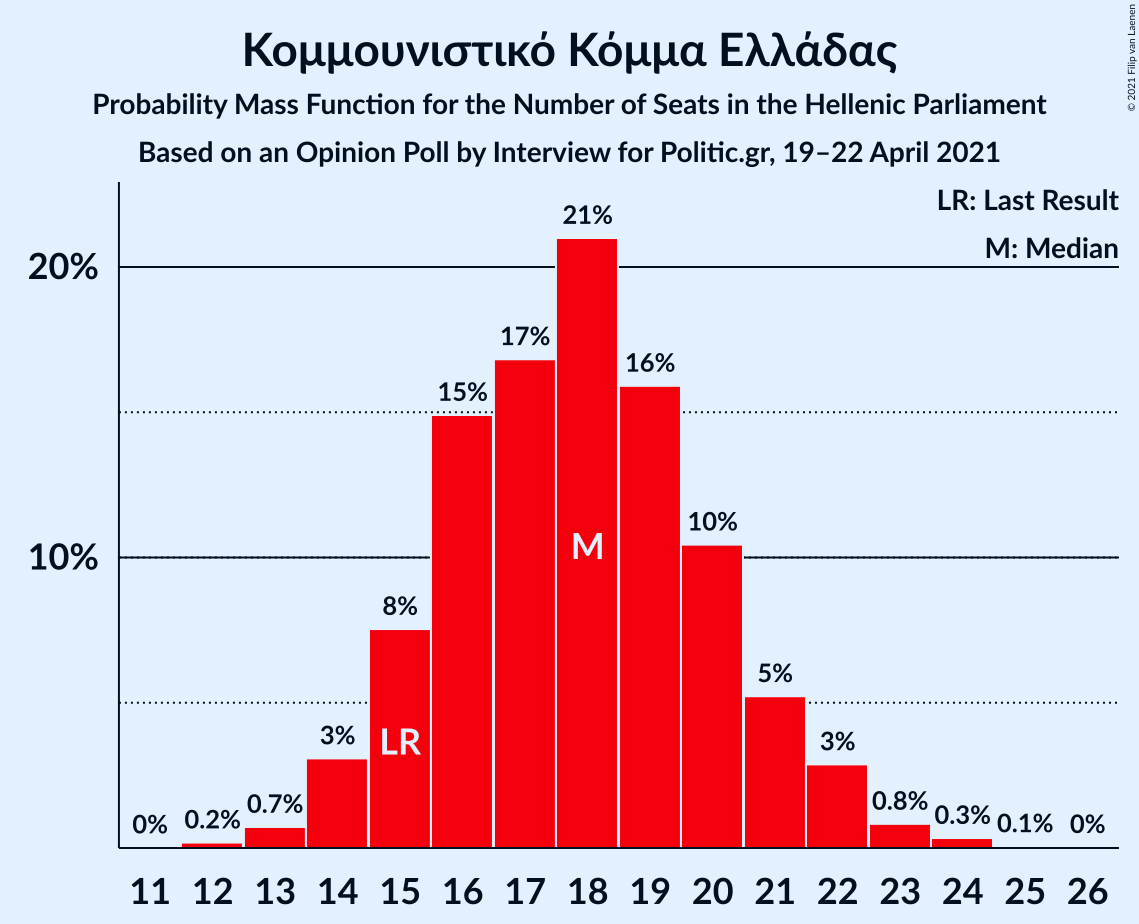 Κομμουνιστικό Κόμμα Ελλάδας
Probability Mass Function for the Number of Seats in the Hellenic Parliament
Based on an Opinion Poll by Interview for Politic.gr, 19–22 April 2021
© 2021 Filip van Laenen
LR: Last Result
M: Median
20%
10%
0%
0.2%
0.7%
3%
8%
15%
17%
21%
16%
10%
5%
3%
0.8%
0.3%
0.1%
0%
LR
M
11 12 13 14 15 16 17 18 19 20 21 22 23 24 25 26